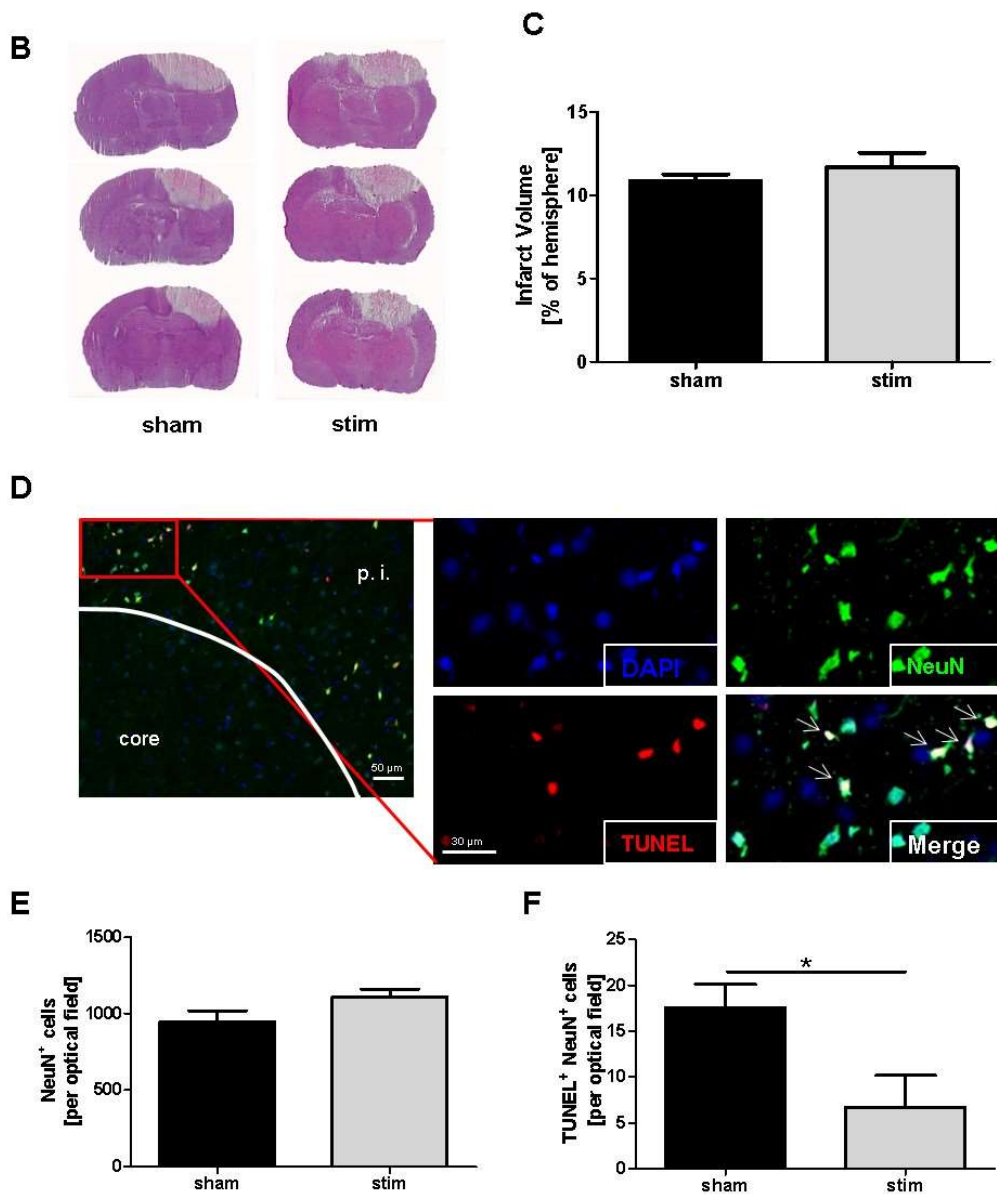 B
sham
stim
C
Infarct Volume
[% of hemisphere]
15
10
5
0
sham
stim
D
p. i.
core
50 µm
DAPI
NeuN
30 µm
TUNEL
Merge
E
NeuN⁺ cells
[per optical field]
1500
1000
500
0
sham
stim
F
TUNEL⁺ NeuN⁺ cells
[per optical field]
25
20
15
10
5
0
*
sham
stim